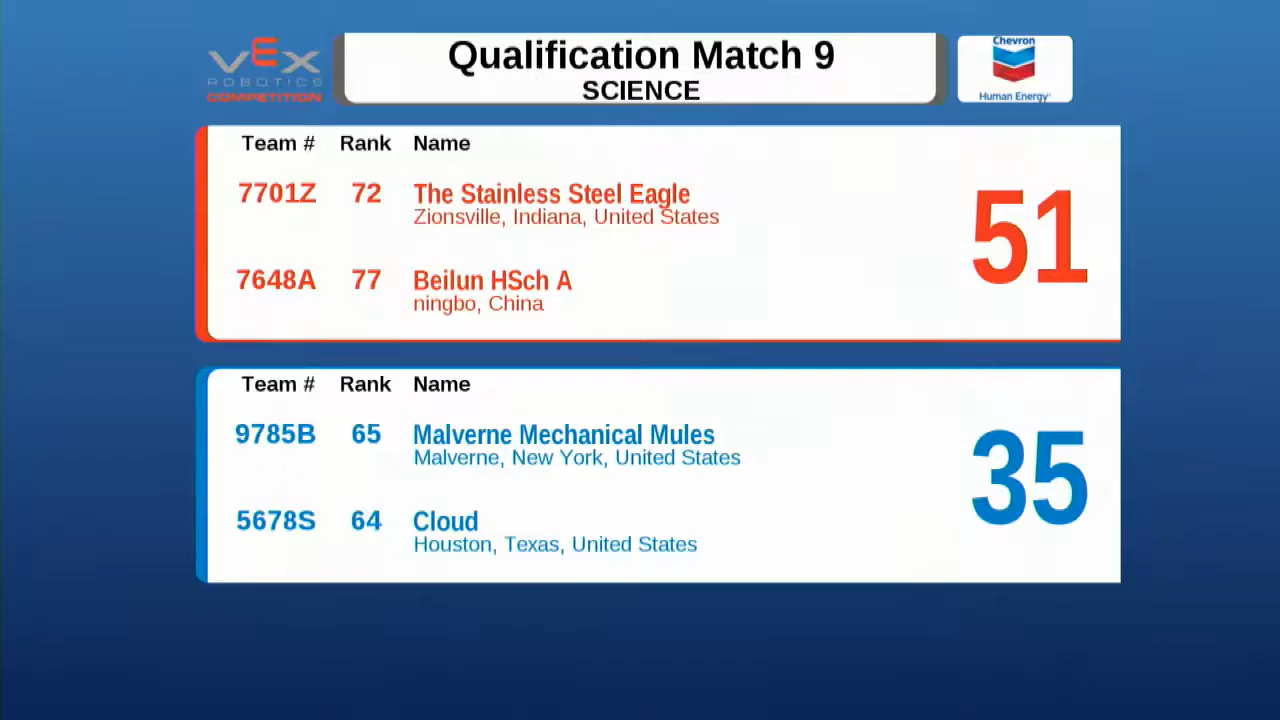 VEX
ROBOTICS
COMPETITION
Qualification Match 9
SCIENCE
Chevron
Human Energy®
Team # Rank Name
7701Z 72 The Stainless Steel Eagle
Zionsville, Indiana, United States
51
7648A 77 Beilun HSch A
ningbo, China
Team # Rank Name
9785B 65 Malverne Mechanical Mules
Malverne, New York, United States
35
5678S 64 Cloud
Houston, Texas, United States